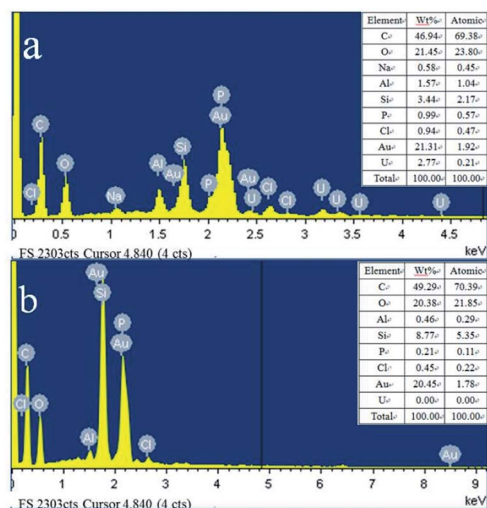 a
Element Wt% Atomic
C 46.94 69.38
O 21.45 23.80
Na 0.58 0.45
Al 1.57 1.04
Si 3.44 2.17
P 0.99 0.57
Cl 0.94 0.47
Au 21.31 1.92
U 2.77 0.21
Total 100.00 100.00
P
Au
C
Si
O
Al
Au
Au
Cl
Cl
Na
P
U
Cl
U
U
U
U
0.5 1 1.5 2 2.5 3 3.5 4 4.5
FS 2303cts Cursor 4.840 (4 cts) keV
b
Element Wt% Atomic
C 49.29 70.39
O 20.38 21.85
Al 0.46 0.29
Si 8.77 5.35
P 0.21 0.11
Cl 0.45 0.22
Au 20.45 1.78
U 0.00 0.00
Total 100.00 100.00
Au
Si
P
Au
C
Cl
O
Al
Cl
Au
0 1 2 3 4 5 6 7 8 9
FS 2303cts Cursor 4.840 (4 cts) keV